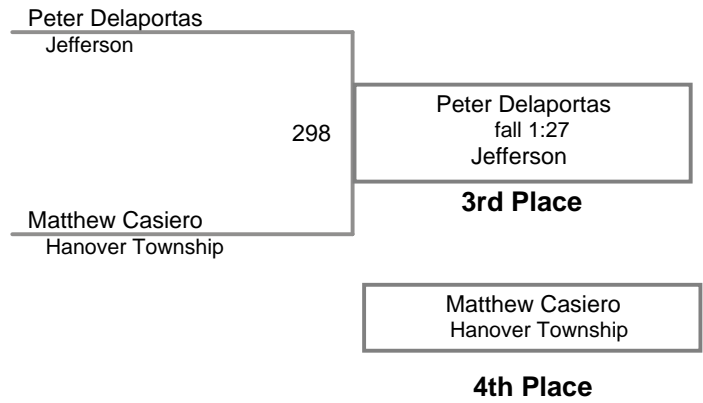 Peter Delaportas
Jefferson
298
Peter Delaportas
fall 1:27
Jefferson
3rd Place
Matthew Casiero
Hanover Township
Matthew Casiero
Hanover Township
4th Place